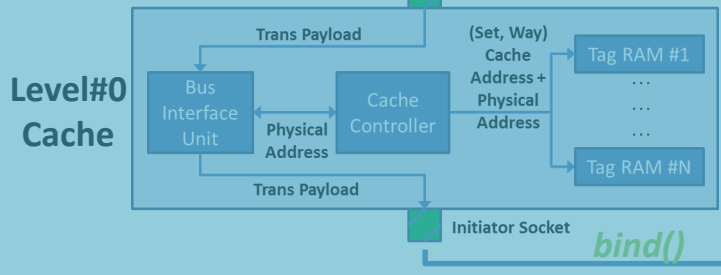 Level#0
Cache
Trans Payload
Bus
Interface
Unit
Physical
Address
Cache
Controller
(Set, Way)
Cache
Address +
Physical
Address
Tag RAM #1
...
...
...
Tag RAM #N
Trans Payload
Initiator Socket
bind()